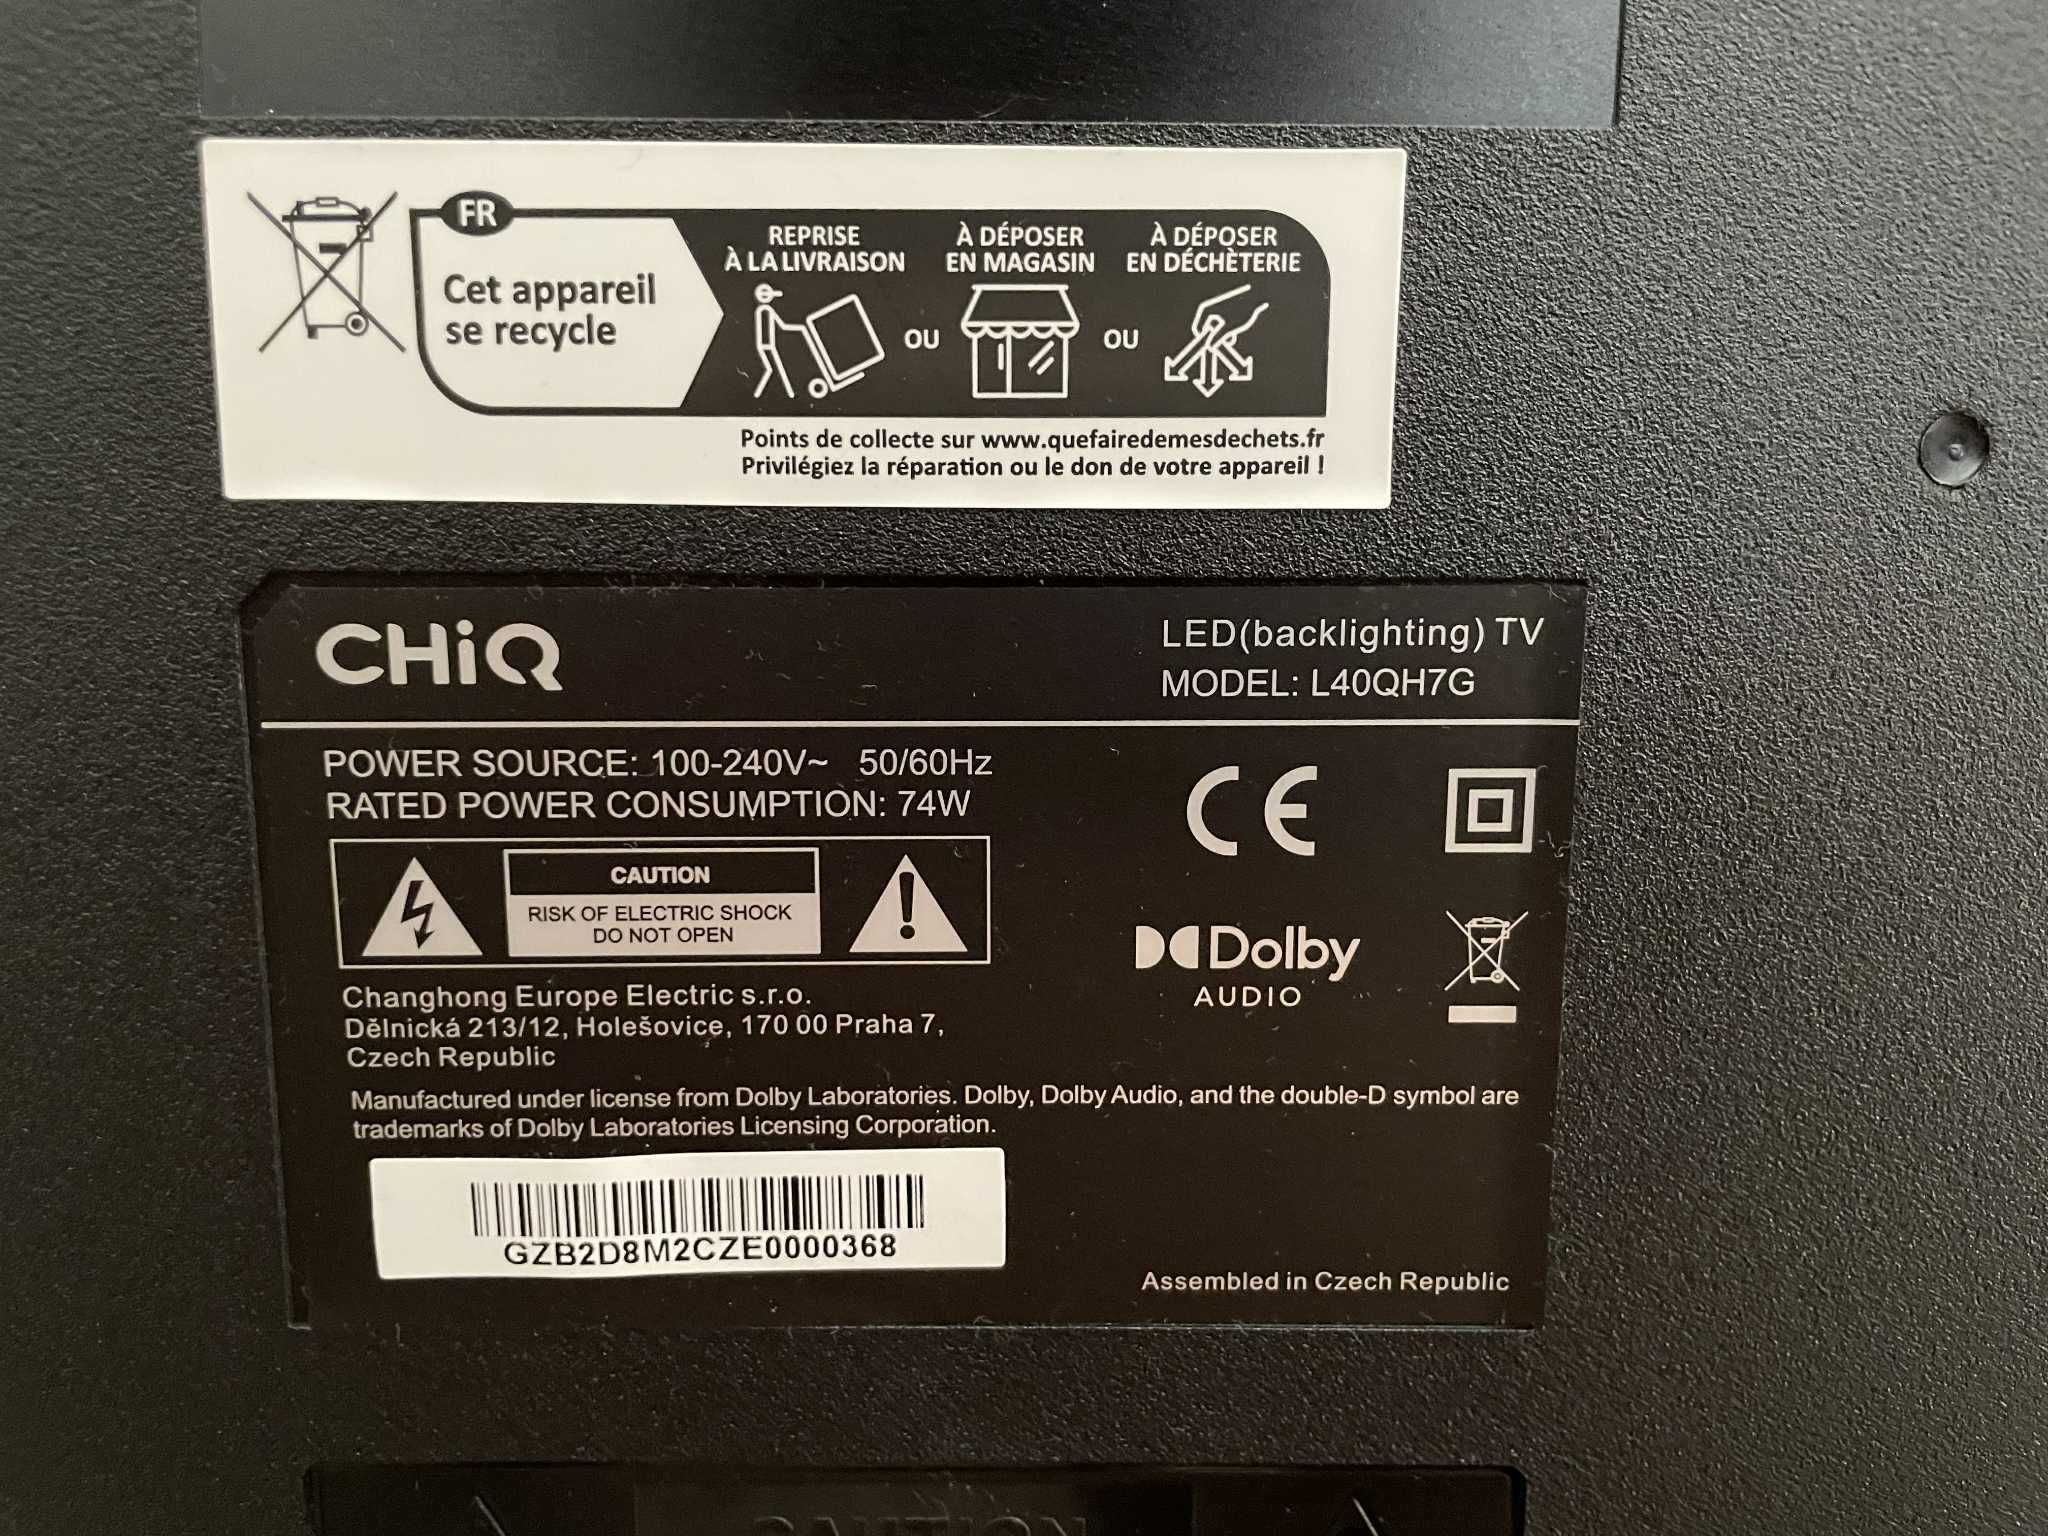 FR
Cet appareil
se recycle
REPRISE
À LA LIVRAISON
OU
À DÉPOSER
EN MAGASIN
OU
À DÉPOSER
EN DÉCHÈTERIE
Points de collecte sur www.quefairedemesdechets.fr
Privilégiez la réparation ou le don de votre appareil !
CHiQ
LED(backlighting) TV
MODEL: L40QH7G
POWER SOURCE: 100-240V~ 50/60Hz
RATED POWER CONSUMPTION: 74W
CAUTION
RISK OF ELECTRIC SHOCK
DO NOT OPEN
CE
Dolby
AUDIO
Changhong Europe Electric s.r.o.
Dělnická 213/12, Holešovice, 170 00 Praha 7,
Czech Republic
Manufactured under license from Dolby Laboratories. Dolby, Dolby Audio, and the double-D symbol are
trademarks of Dolby Laboratories Licensing Corporation.
GZB2D8M2CZE0000368
Assembled in Czech Republic